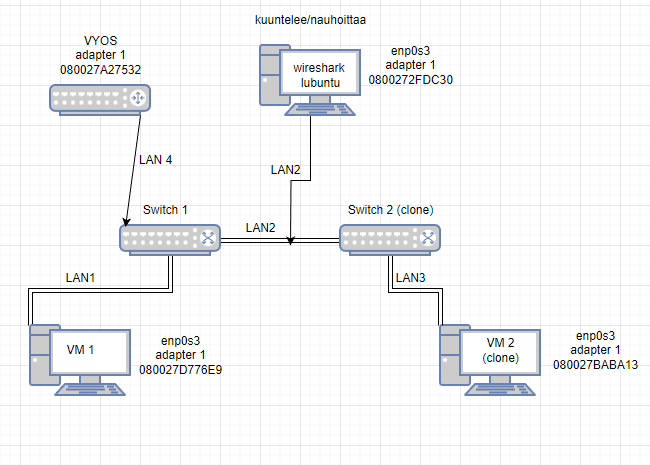 kuuntelee/nauhoittaa
VYOS
adapter 1
080027A27532
wireshark
lubuntu
enp0s3
adapter 1
0800272FDC30
LAN 4
LAN2
Switch 1
LAN2
Switch 2 (clone)
LAN1
LAN3
VM 1
enp0s3
adapter 1
080027D776E9
VM 2
(clone)
enp0s3
adapter 1
080027BABA13